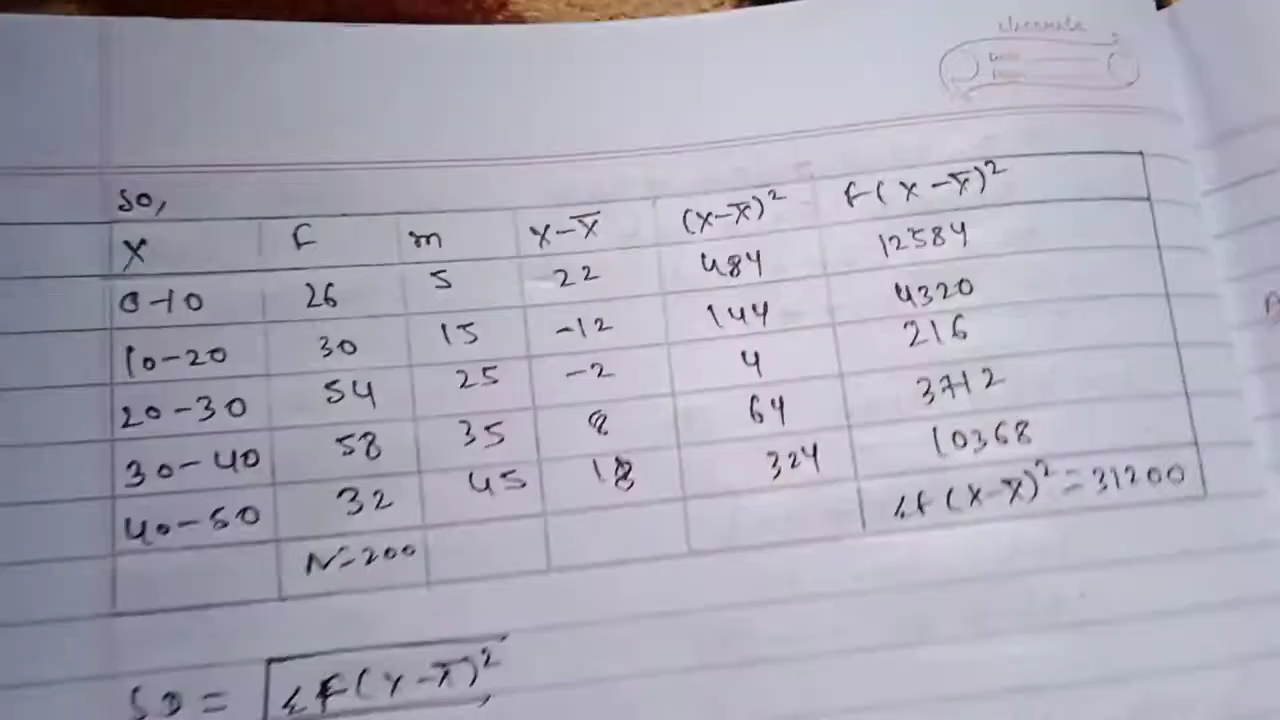 so,
X F m X-X̅ (X-X̅)² F(X-X̅)²
0-10 26 5 22 484 12584
10-20 30 15 -12 144 4320
20-30 54 25 -2 4 216
30-40 58 35 8 64 3712
40-50 32 45 18 324 10368
N=200 Σf(X-X̅)²=31200
SD = √ΣF(X-X̅)²